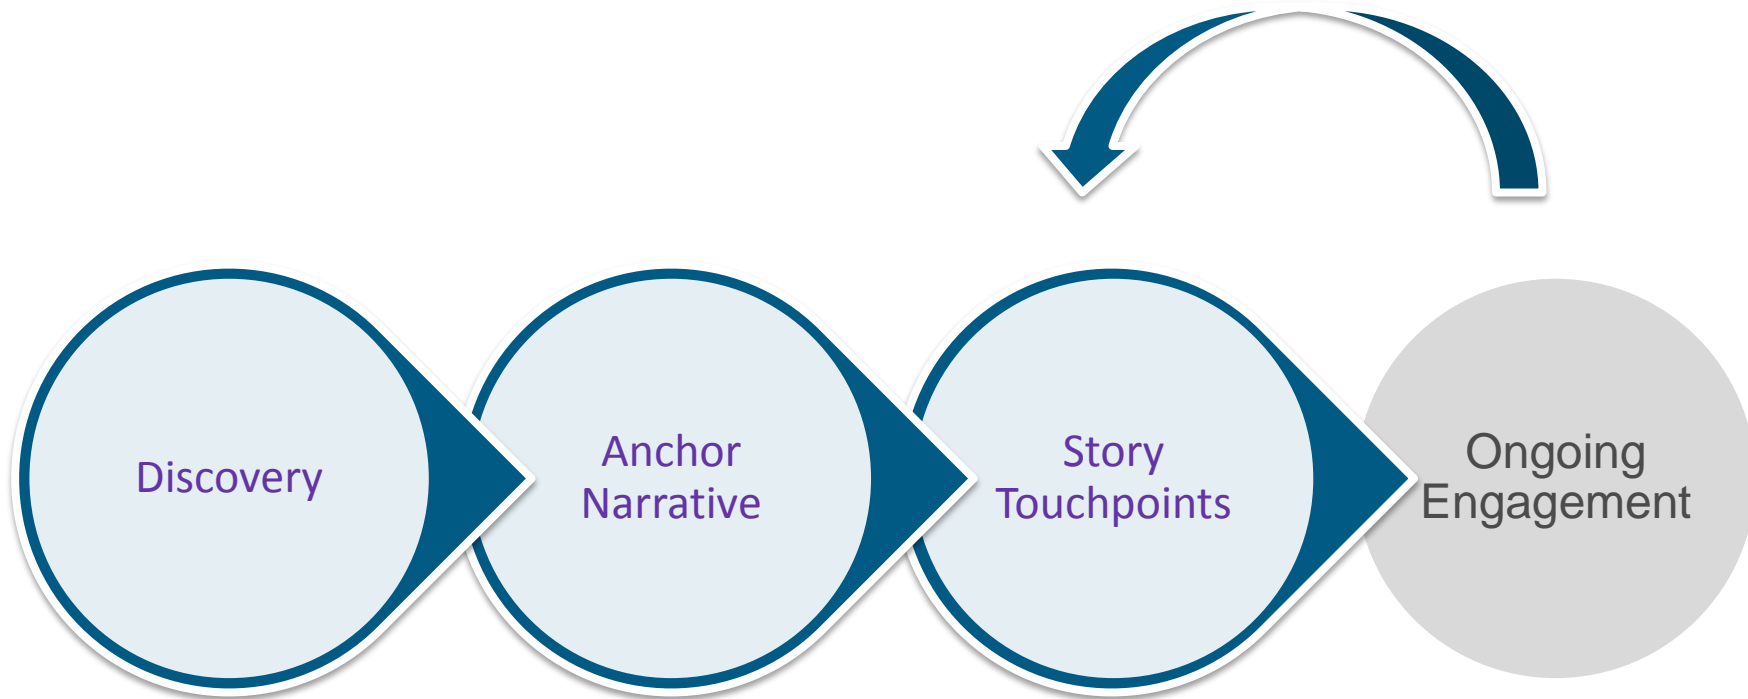 Discovery
Anchor
Narrative
Story
Touchpoints
Ongoing
Engagement